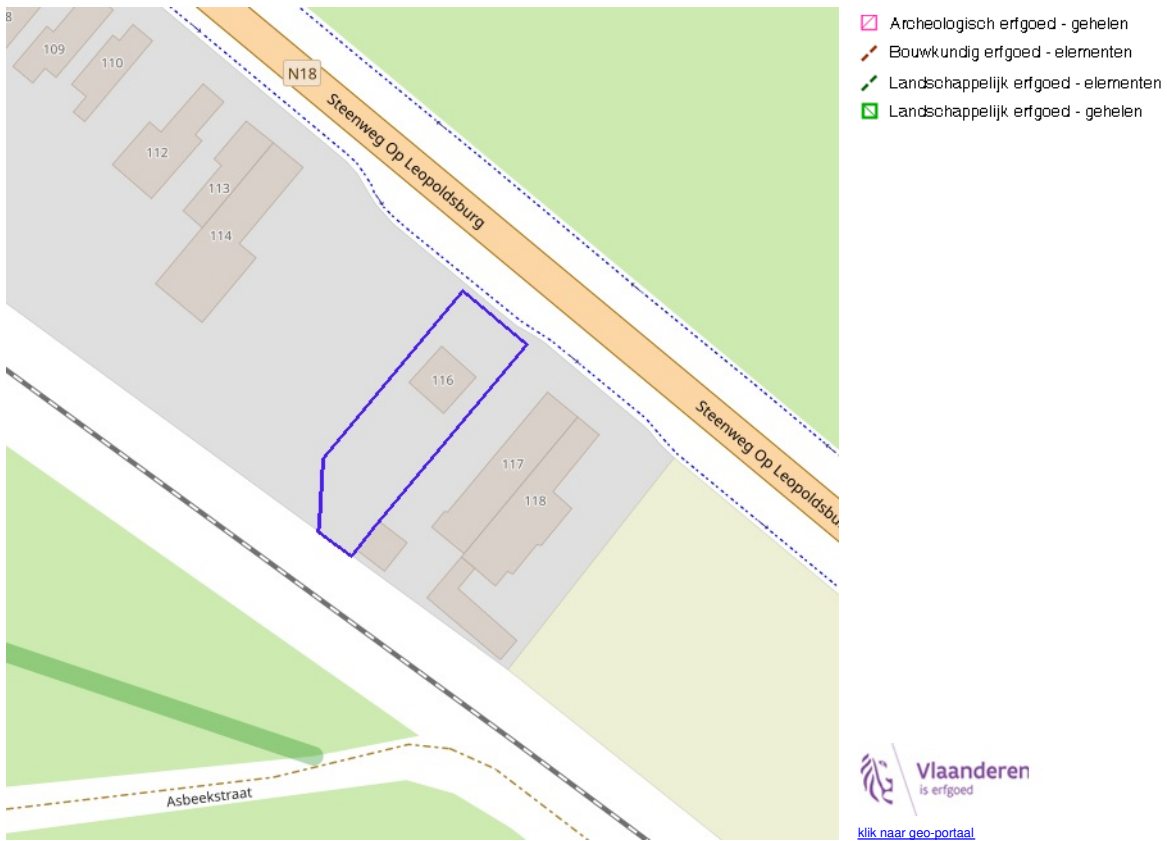 8
109
110
N18
Steenweg Op Leopoldsburg
112
113
114
116
117
118
Steenweg Op Leopoldsbu
Asbeekstraat
Archeologisch erfgoed - gehelen
Bouwkundig erfgoed - elementen
Landschappelijk erfgoed - elementen
Landschappelijk erfgoed - gehelen
Vlaanderen
is erfgoed
klik naar geo-portaal